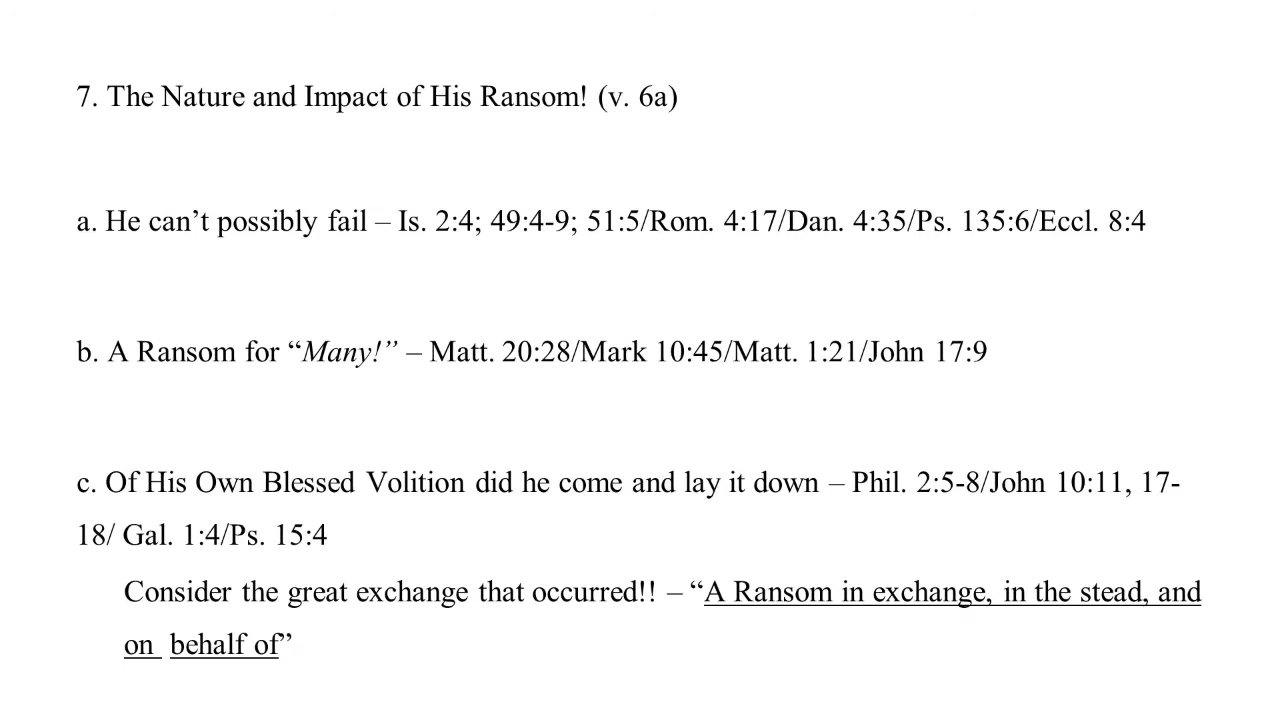 7. The Nature and Impact of His Ransom! (v. 6a)
a. He can’t possibly fail – Is. 2:4; 49:4-9; 51:5/Rom. 4:17/Dan. 4:35/Ps. 135:6/Eccl. 8:4
b. A Ransom for “Many!” – Matt. 20:28/Mark 10:45/Matt. 1:21/John 17:9
c. Of His Own Blessed Volition did he come and lay it down – Phil. 2:5-8/John 10:11, 17-
18/ Gal. 1:4/Ps. 15:4
Consider the great exchange that occurred!! – “A Ransom in exchange, in the stead, and
on behalf of”